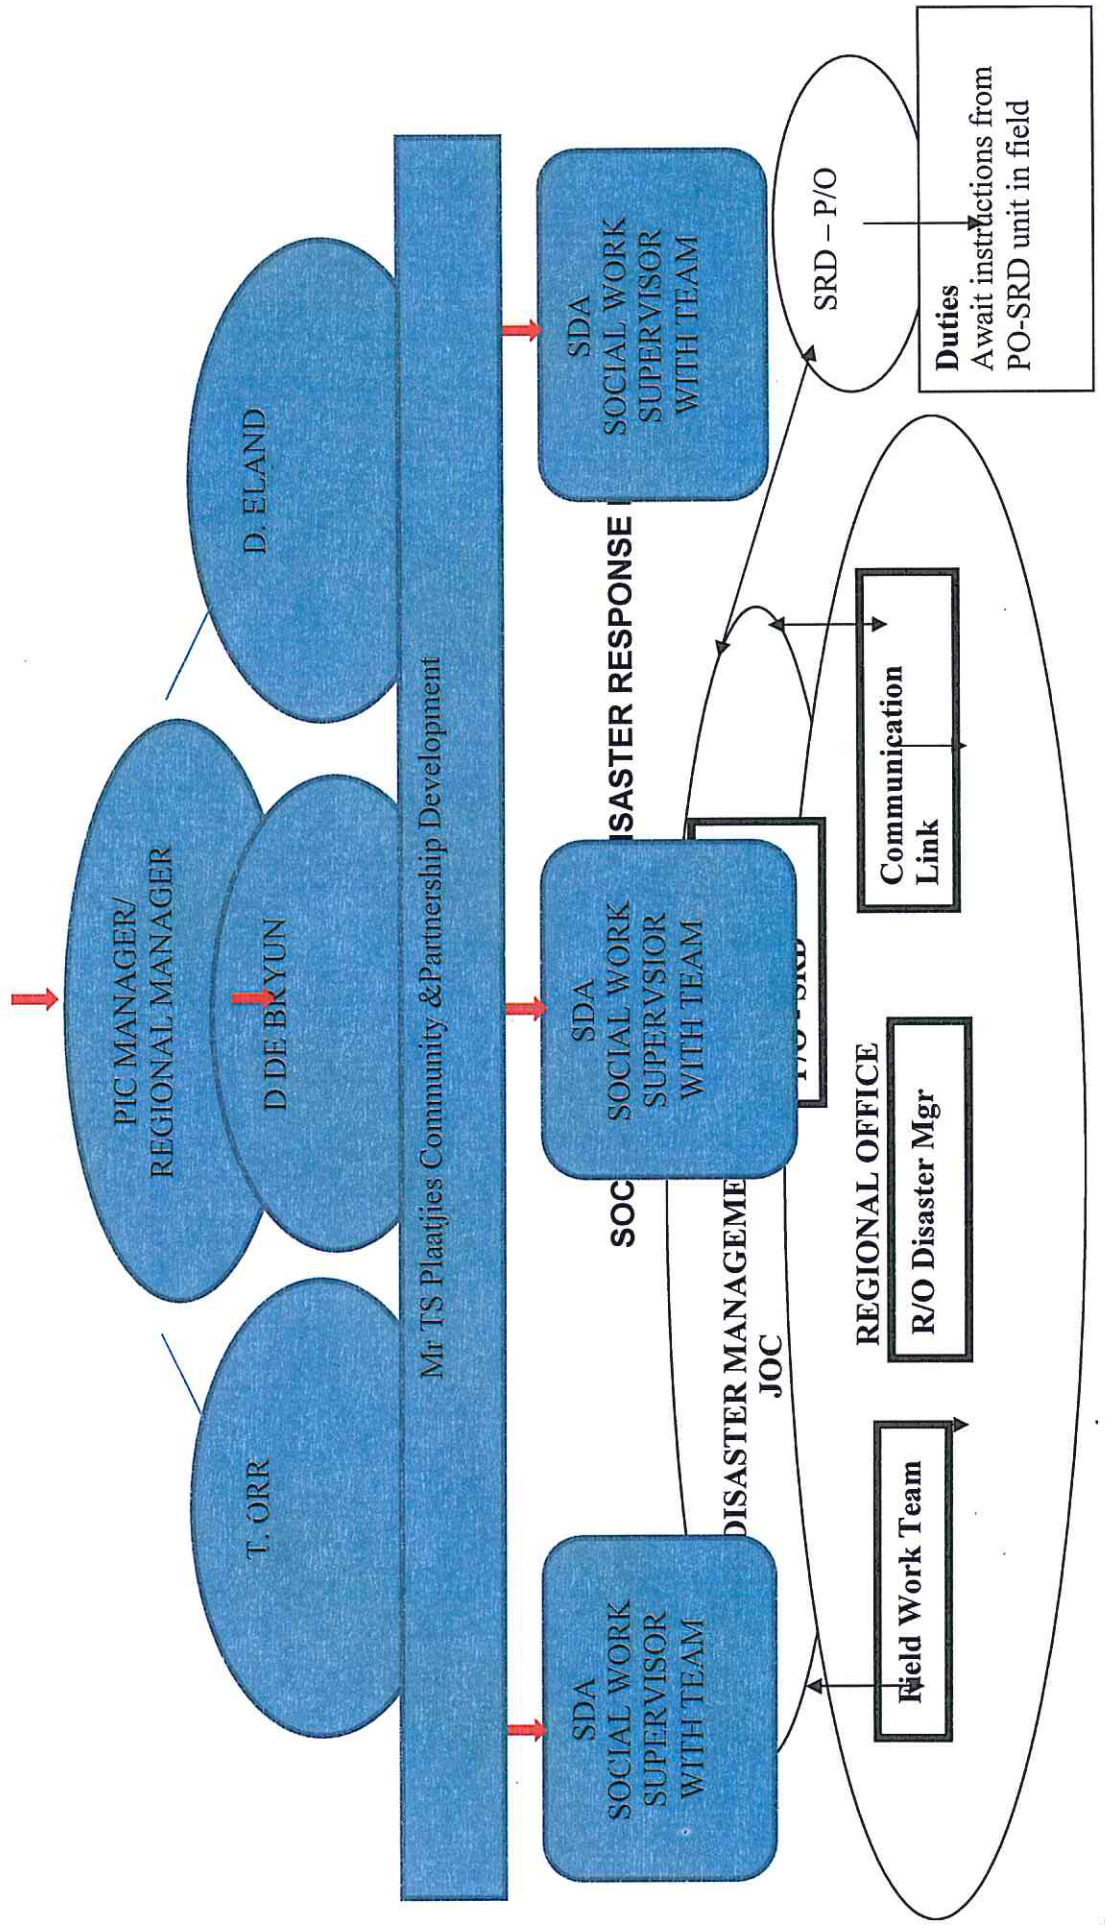 PIC MANAGER/
REGIONAL MANAGER
T. ORR
D DE BRYUN
D. ELAND
Mr TS Plaatjies Community &Partnership Development
SDA
SOCIAL WORK
SUPERVISOR
WITH TEAM
SDA
SOCIAL WORK
SUPERVSIOR
WITH TEAM
SDA
SOCIAL WORK
SUPERVISOR
WITH TEAM
SOC ISASTER RESPONSE
DISASTER MANAGEME
JOC
P/O - SRD
SRD – P/O
REGIONAL OFFICE
Field Work Team
R/O Disaster Mgr
Communication
Link
Duties
Await instructions from
PO-SRD unit in field